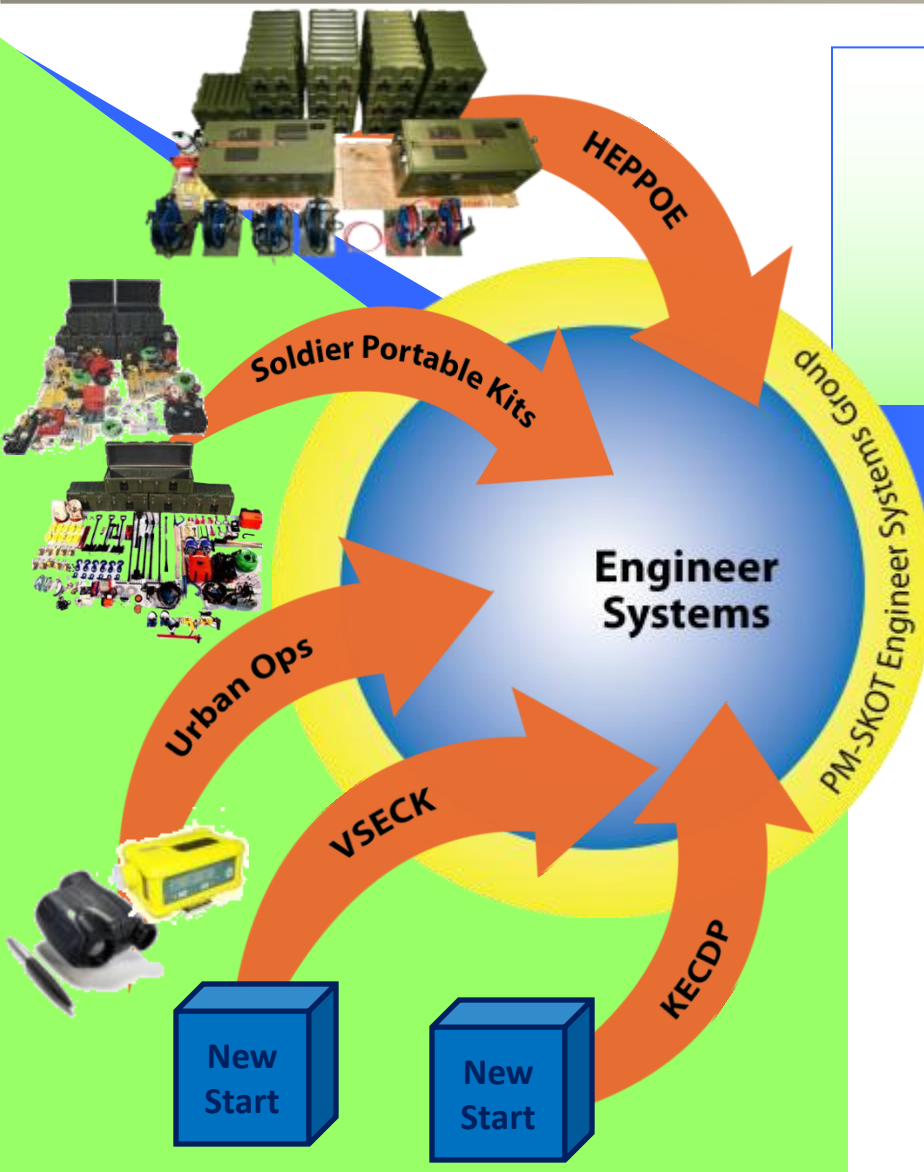 HEPPOE
Soldier Portable Kits
PM-SKOT Engineer Systems Group
Engineer
Systems
Urban Ops
VSECK
KECDP
New
Start
New
Start